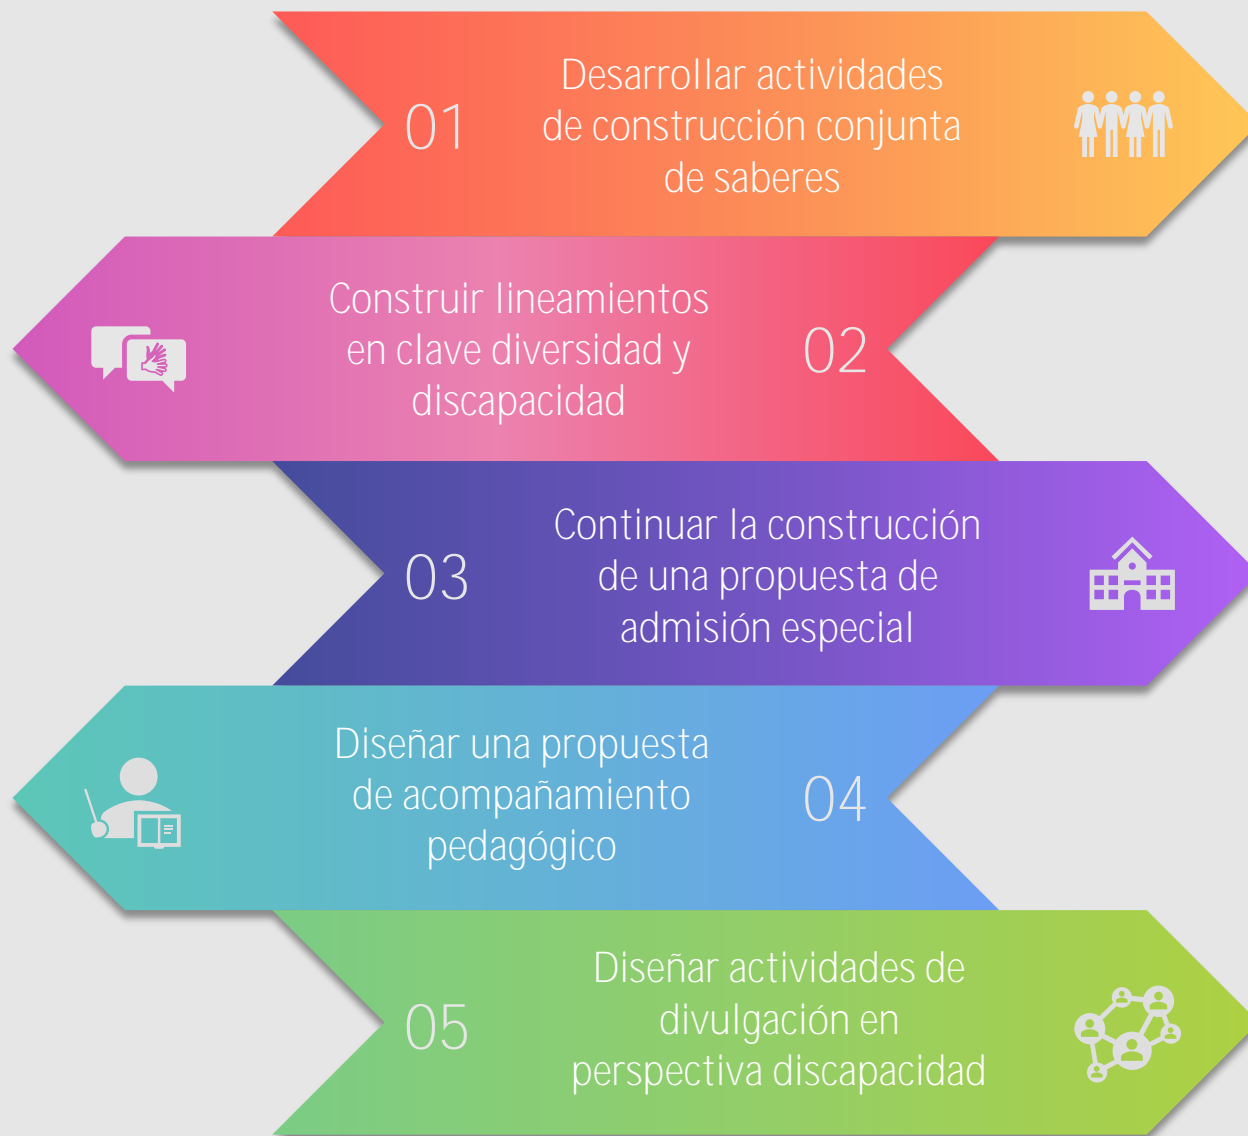 01
Desarrollar actividades
de construcción conjunta
de saberes
Construir lineamientos
en clave diversidad y
discapacidad
02
03
Continuar la construcción
de una propuesta de
admisión especial
Diseñar una propuesta
de acompañamiento
pedagógico
04
05
Diseñar actividades de
divulgación en
perspectiva discapacidad